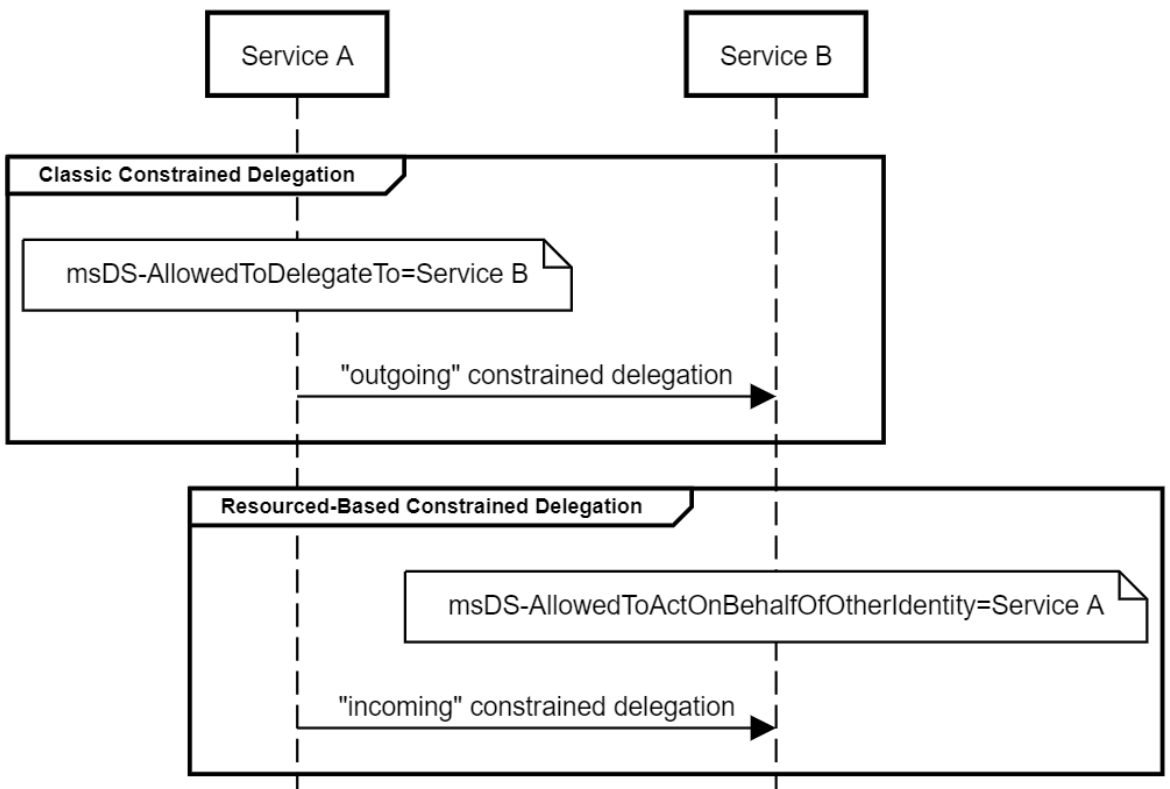 Service A
Service B
Classic Constrained Delegation
msDS-AllowedToDelegateTo=Service B
"outgoing" constrained delegation
Resourced-Based Constrained Delegation
msDS-AllowedToActOnBehalfOfOtherIdentity=Service A
"incoming" constrained delegation